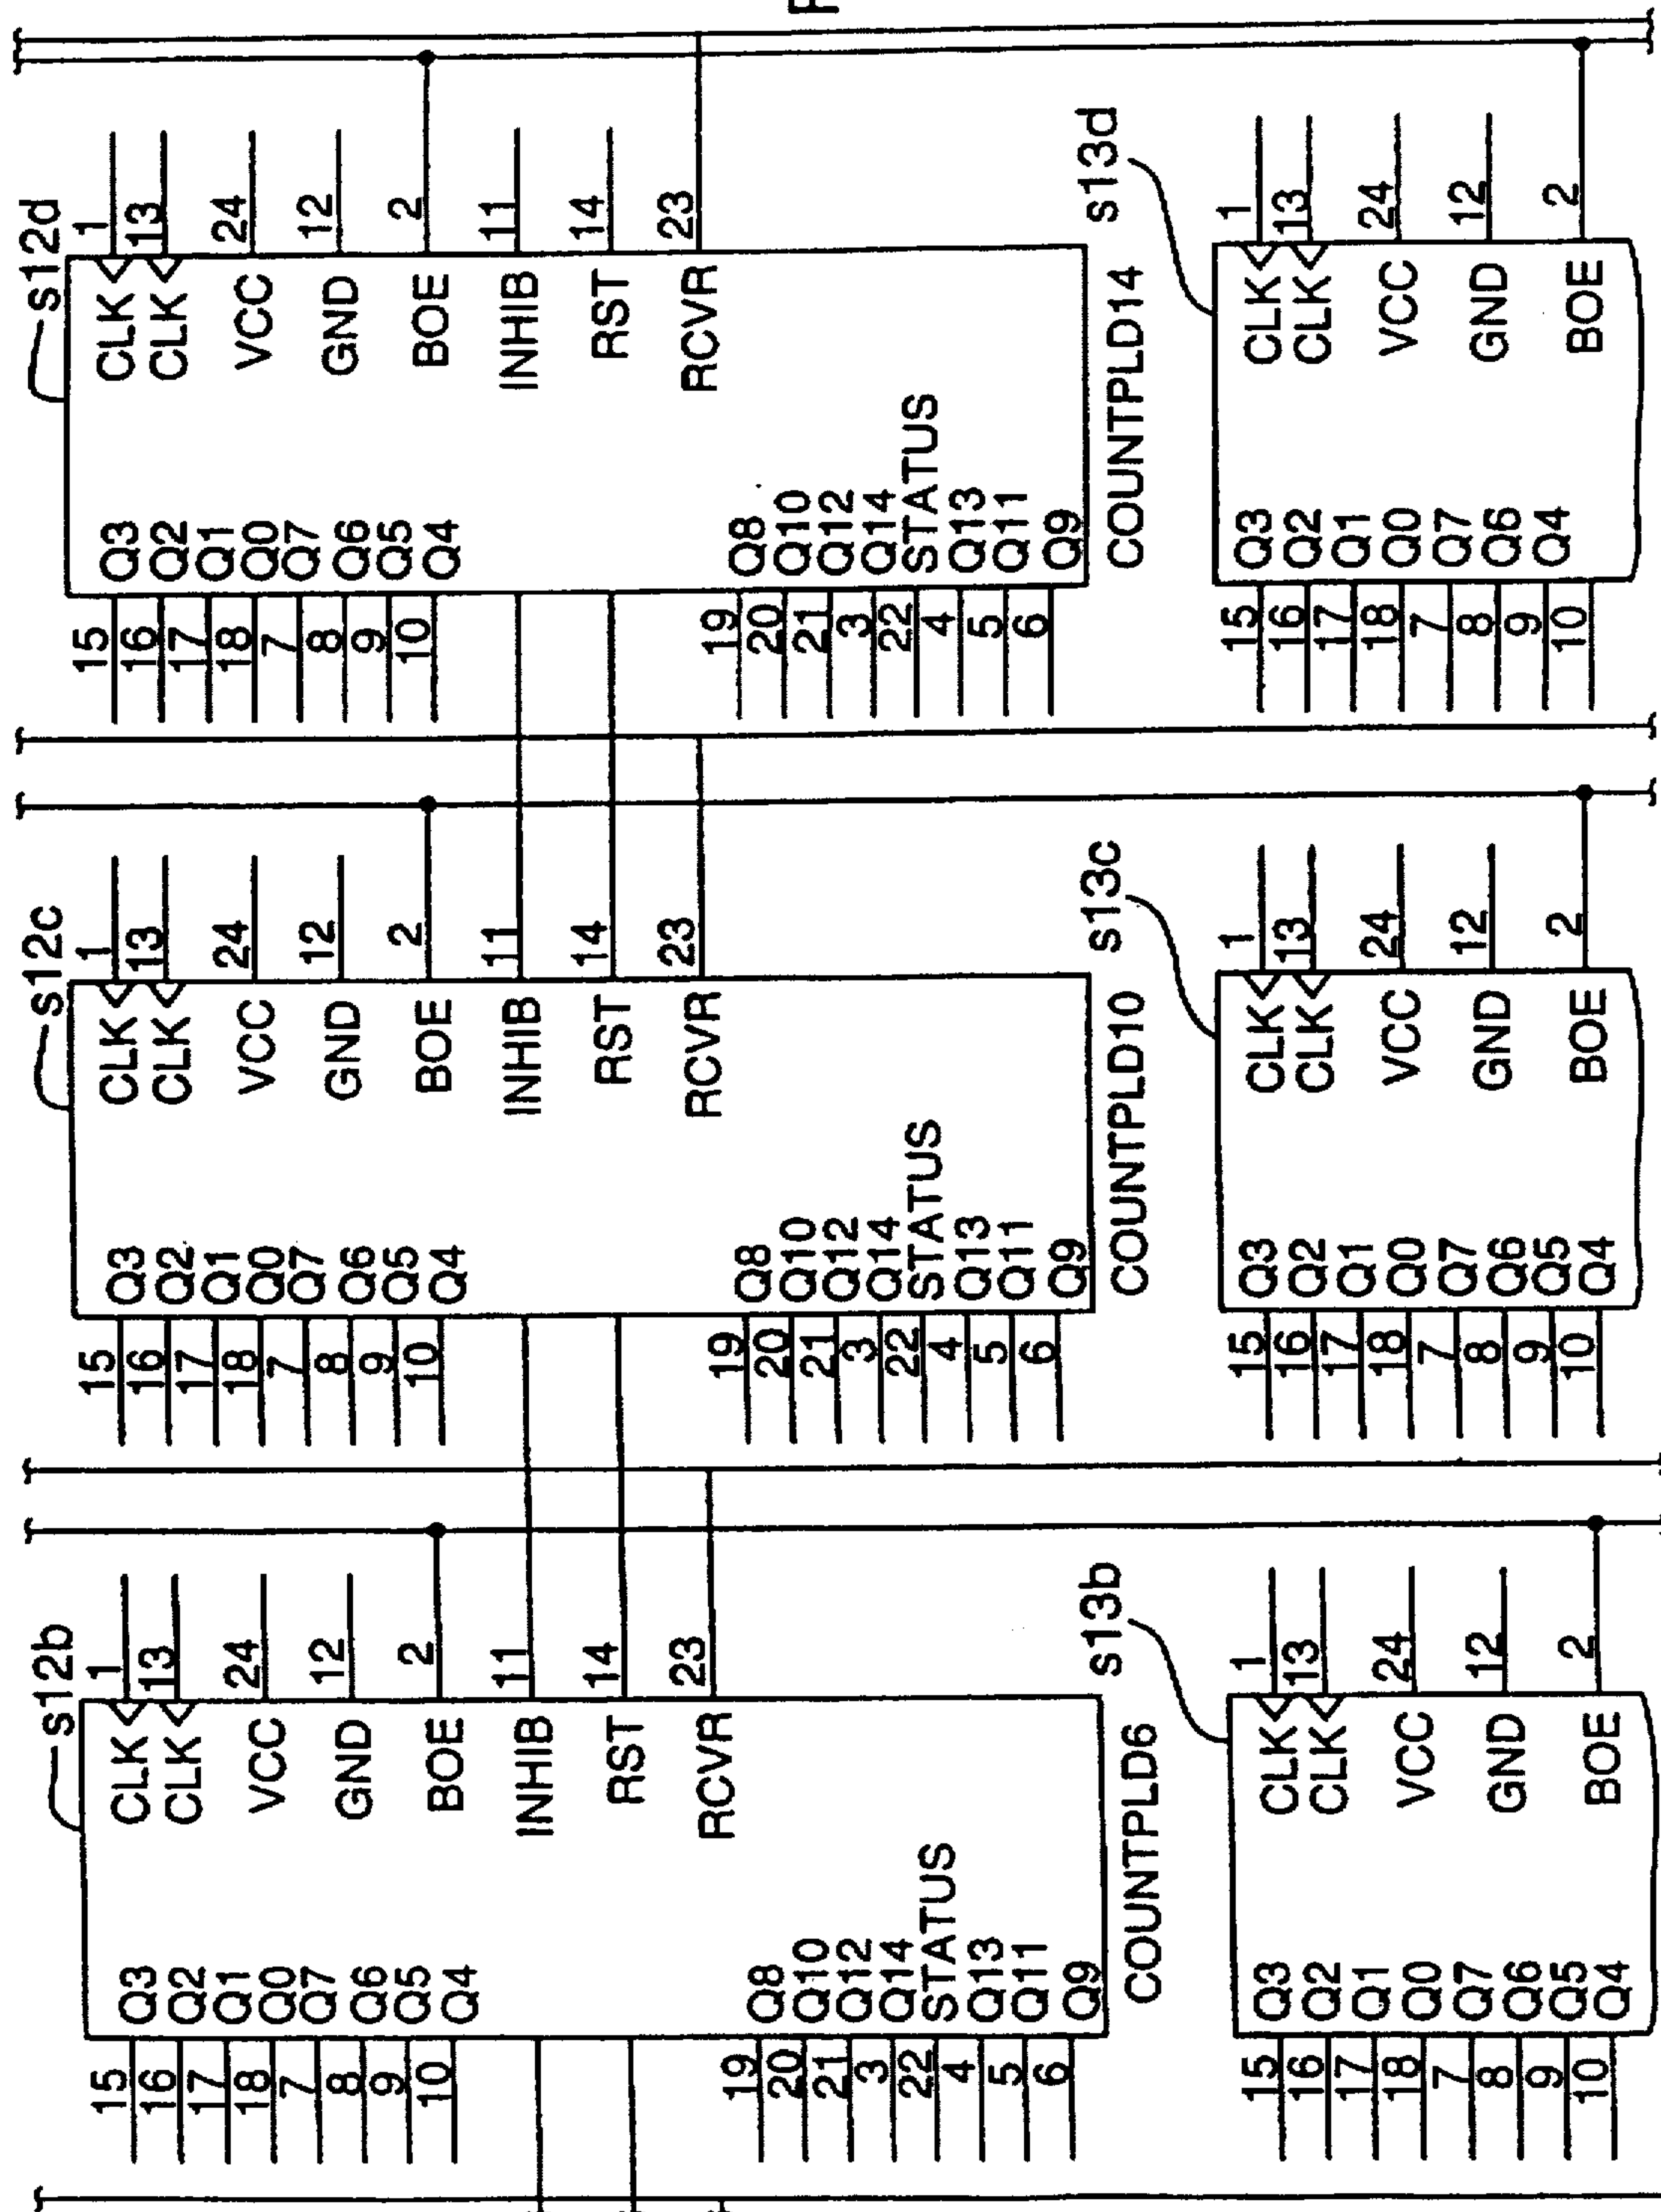 s12b
15 Q3 CLK 1
16 Q2 CLK 13
17 Q1
18 Q0 VCC 24
7 Q7
8 Q6 GND 12
9 Q5
10 Q4 BOE 2
INHIB 11
RST 14
RCVR 23
19 Q8
20 Q10
21 Q12
3 Q14
22 STATUS
4 Q13
5 Q11
6 Q9
COUNTPLD6
s12c
15 Q3 CLK 1
16 Q2 CLK 13
17 Q1
18 Q0 VCC 24
7 Q7
8 Q6 GND 12
9 Q5
10 Q4 BOE 2
INHIB 11
RST 14
RCVR 23
19 Q8
20 Q10
21 Q12
3 Q14
22 STATUS
4 Q13
5 Q11
6 Q9
COUNTPLD10
s12d
15 Q3 CLK 1
16 Q2 CLK 13
17 Q1
18 Q0 VCC 24
7 Q7
8 Q6 GND 12
9 Q5
10 Q4 BOE 2
INHIB 11
RST 14
RCVR 23
19 Q8
20 Q10
21 Q12
3 Q14
22 STATUS
4 Q13
5 Q11
6 Q9
COUNTPLD14
s13b
15 Q3 CLK 1
16 Q2 CLK 13
17 Q1
18 Q0 VCC 24
7 Q7
8 Q6 GND 12
9 Q5
10 Q4 BOE 2
s13c
15 Q3 CLK 1
16 Q2 CLK 13
17 Q1
18 Q0 VCC 24
7 Q7
8 Q6 GND 12
9 Q5
10 Q4 BOE 2
s13d
15 Q3 CLK 1
16 Q2 CLK 13
17 Q1
18 Q0 VCC 24
7 Q7
8 Q6 GND 12
9 Q4
10 BOE 2